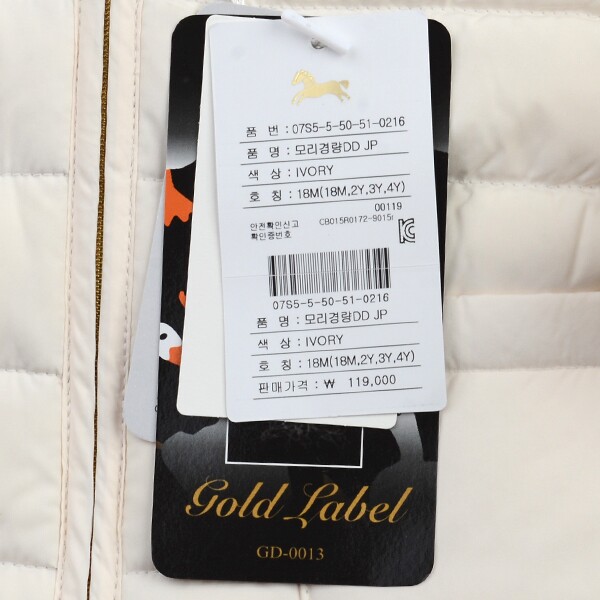 품 번 : 07S5-5-50-51-0216
품 명 : 모리경량DD JP
색 상 : IVORY
호 칭 : 18M(18M,2Y,3Y,4Y)
00119
안전확인신고 CB015R0172-9015(
확인증번호
07S5-5-50-51-0216
품 명 : 모리경량DD JP
색 상 : IVORY
호 칭 : 18M(18M,2Y,3Y,4Y)
판매가격 : ₩ 119,000
Gold Label
GD-0013